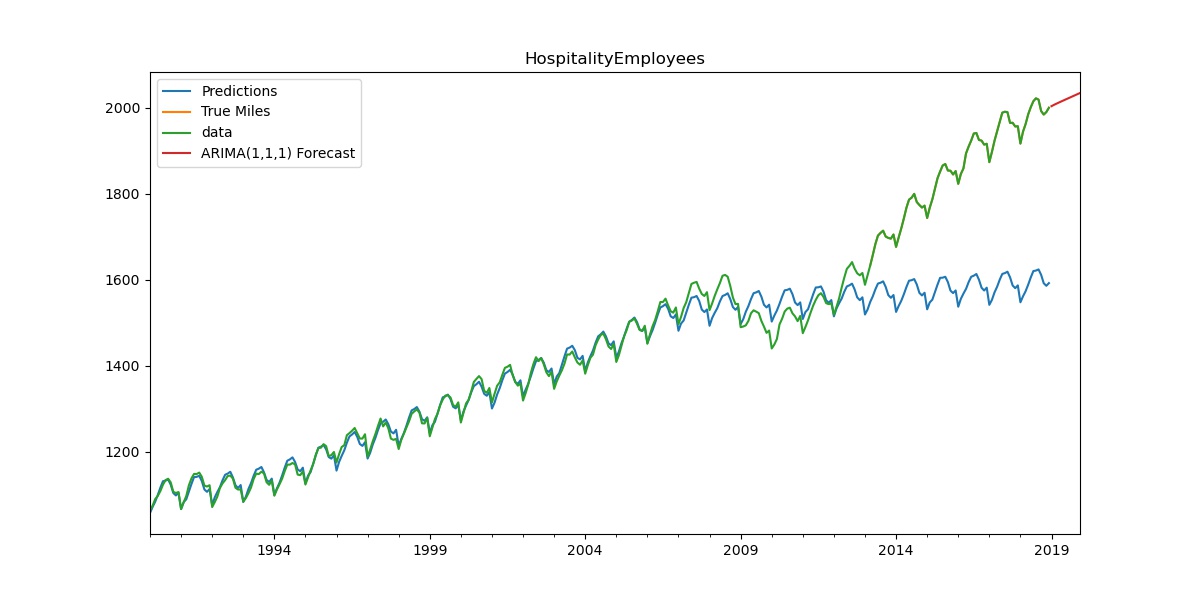 HospitalityEmployees
Predictions
True Miles
data
ARIMA(1,1,1) Forecast
2000
1800
1600
1400
1200
1994 1999 2004 2009 2014 2019